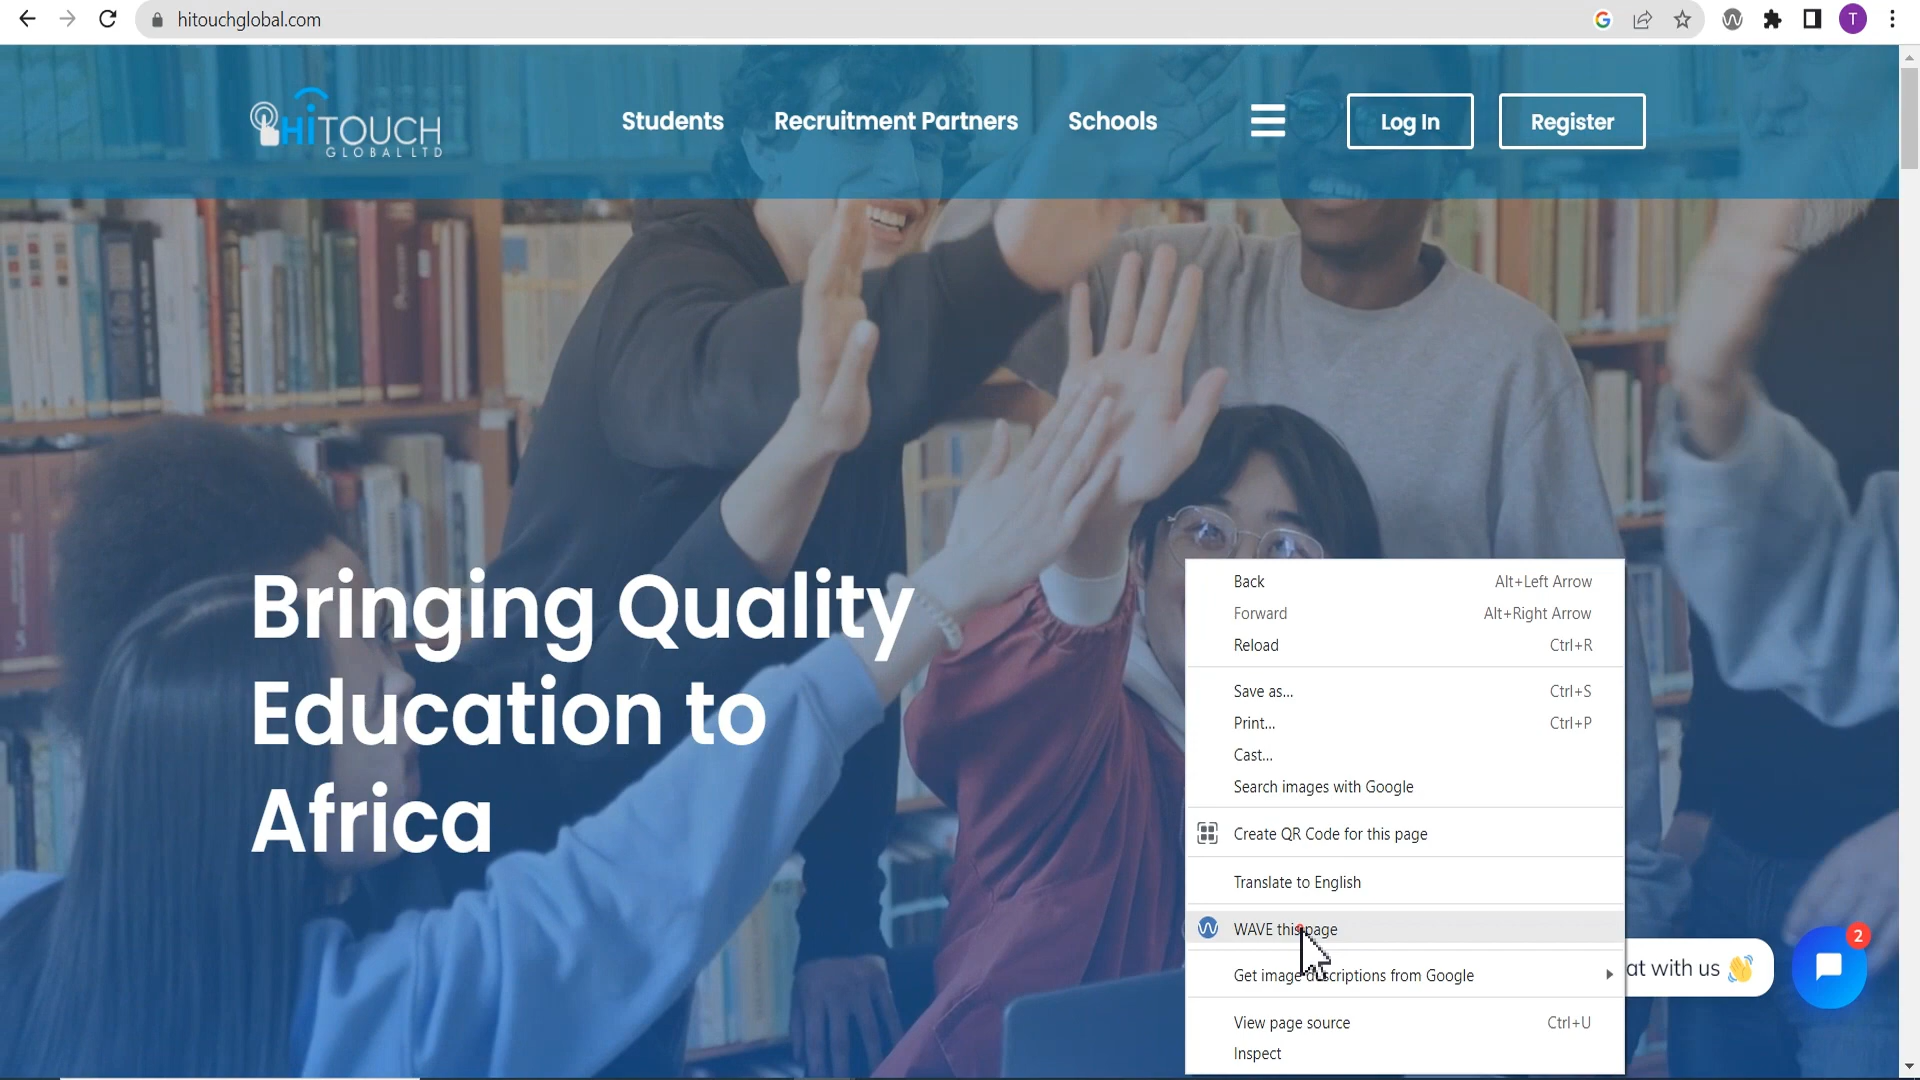 hitouchglobal.com
T
HiTOUCH
GLOBAL LTD
Students
Recruitment Partners
Schools
Log In
Register
Bringing Quality
Education to
Africa
Back Alt+Left Arrow
Forward Alt+Right Arrow
Reload Ctrl+R
Save as... Ctrl+S
Print... Ctrl+P
Cast...
Search images with Google
Create QR Code for this page
Translate to English
WAVE this page
Get image descriptions from Google
View page source Ctrl+U
Inspect
at with us 👋
2